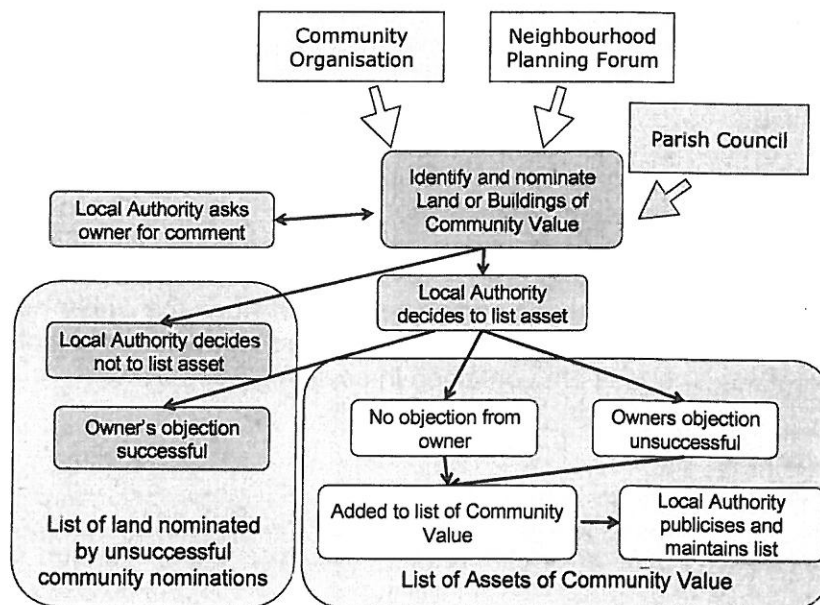 Community
Organisation
Neighbourhood
Planning Forum
Parish Council
Identify and nominate
Land or Buildings of
Community Value
Local Authority asks
owner for comment
Local Authority
decides to list asset
Local Authority decides
not to list asset
Owner's objection
successful
No objection from
owner
Owners objection
unsuccessful
Added to list of Community
Value
Local Authority
publicises and
maintains list
List of land nominated
by unsuccessful
community nominations
List of Assets of Community Value